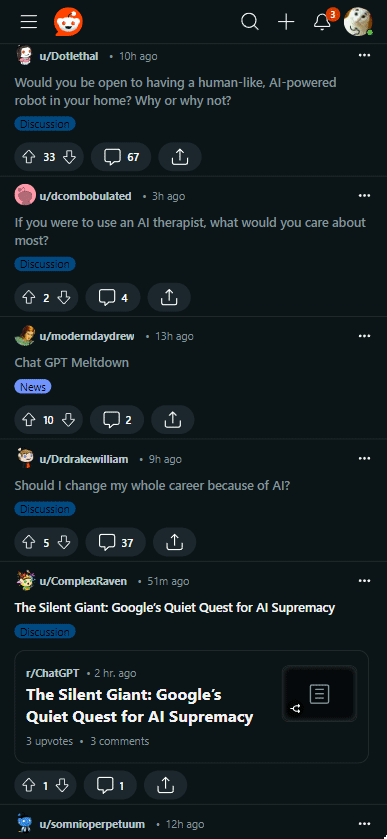 3
u/Dotlethal • 10h ago
Would you be open to having a human-like, AI-powered
robot in your home? Why or why not?
Discussion
33 67
u/dcombobulated • 3h ago
If you were to use an AI therapist, what would you care about
most?
Discussion
2 4
u/moderndaydrew • 13h ago
Chat GPT Meltdown
News
10 2
u/Drdrakewilliam • 9h ago
Should I change my whole career because of AI?
Discussion
5 37
u/ComplexRaven • 51m ago
The Silent Giant: Google’s Quiet Quest for AI Supremacy
Discussion
r/ChatGPT • 2 hr. ago
The Silent Giant: Google’s
Quiet Quest for AI Supremacy
3 upvotes • 3 comments
1 1
u/somnioperpetuum • 12h ago